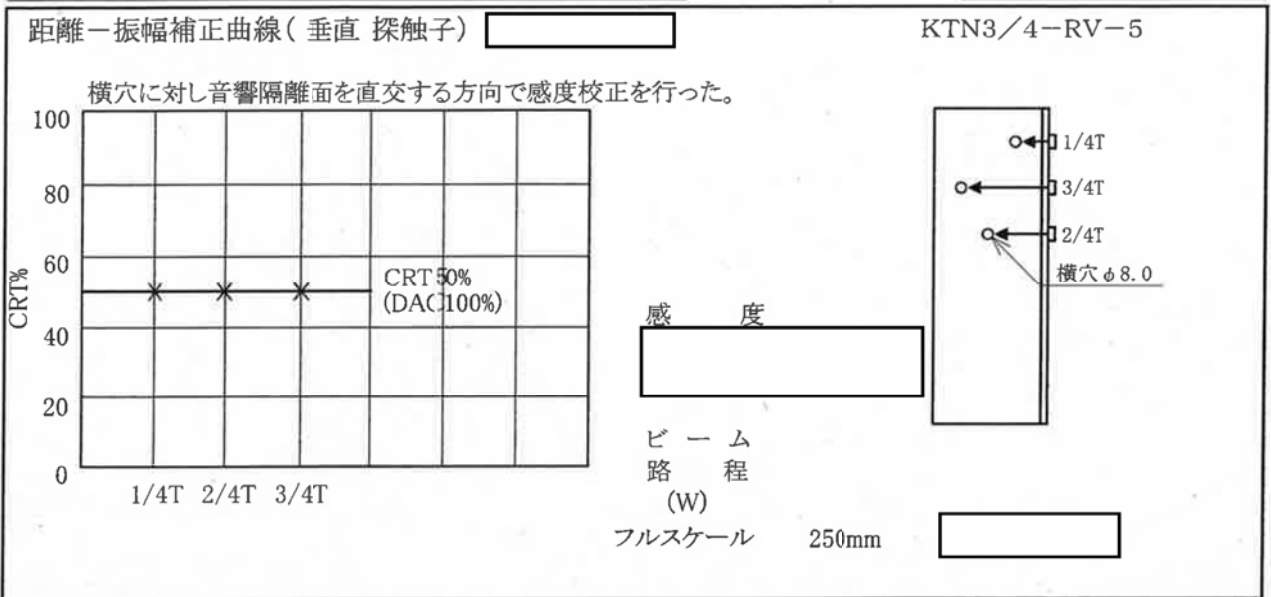 距離－振幅補正曲線( 垂直 探触子)
KTN3／4－RV－5
横穴に対し音響隔離面を直交する方向で感度校正を行った。
100
80
60
40
20
0
CRT%
CRT50%
(DAC100%)
1/4T 2/4T 3/4T
1/4T
3/4T
2/4T
横穴φ8.0
感 度
ビ ー ム
路 程
(W)
フルスケール 250mm